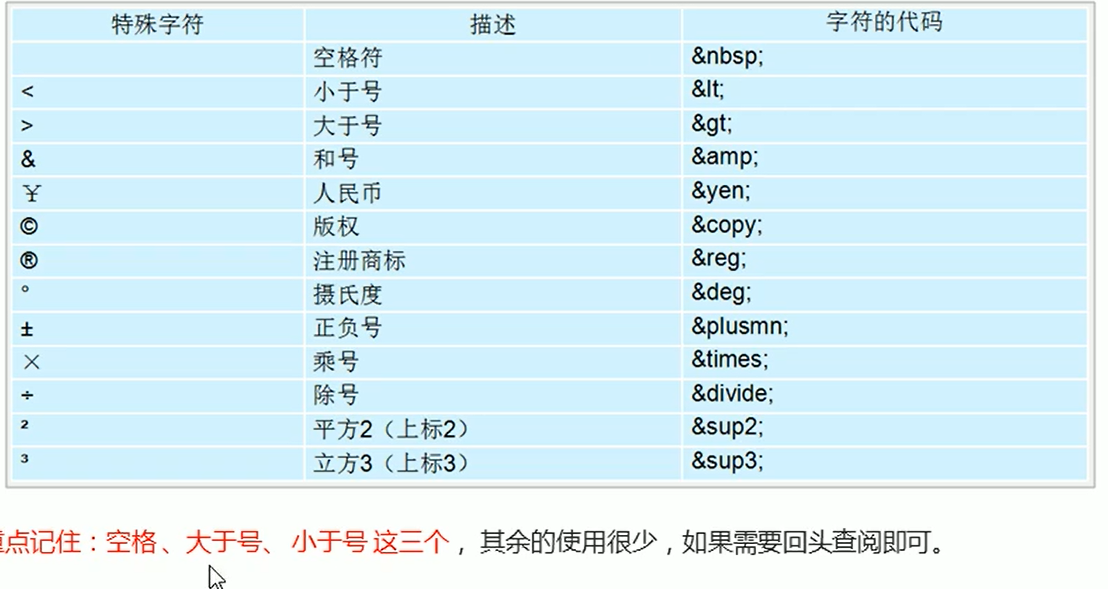 特殊字符 描述 字符的代码
空格符 &nbsp;
< 小于号 &lt;
> 大于号 &gt;
& 和号 &amp;
¥ 人民币 &yen;
© 版权 &copy;
® 注册商标 &reg;
° 摄氏度 &deg;
± 正负号 &plusmn;
× 乘号 &times;
÷ 除号 &divide;
² 平方2（上标2） &sup2;
³ 立方3（上标3） &sup3;
重点记住：空格 、大于号、 小于号 这三个 ，其余的使用很少，如果需要回头查阅即可。